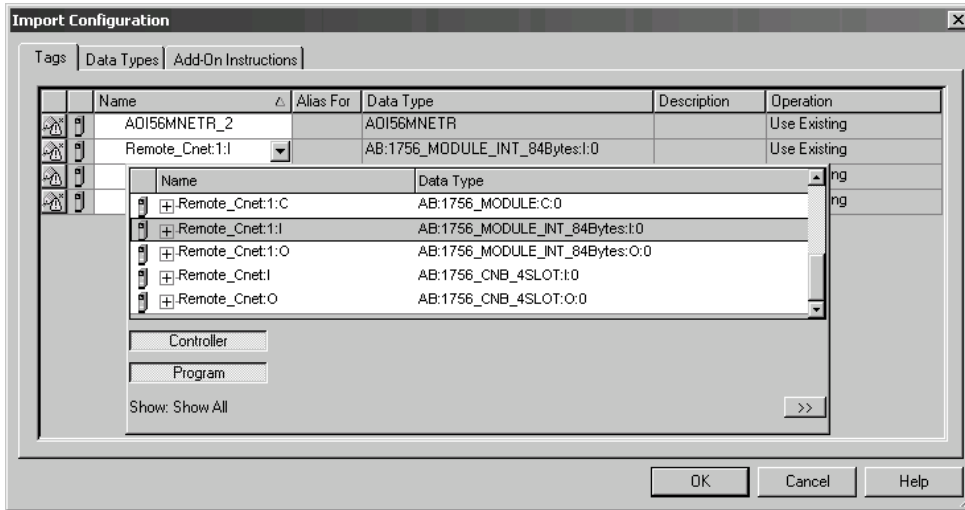 Import Configuration
Tags Data Types Add-On Instructions
Name Alias For Data Type Description Operation
AOI56MNETR_2 AOI56MNETR Use Existing
Remote_Cnet:1:I AB:1756_MODULE_INT_84Bytes:I:0 Use Existing
Name Data Type ng
Remote_Cnet:1:C AB:1756_MODULE:C:0 ng
Remote_Cnet:1:I AB:1756_MODULE_INT_84Bytes:I:0
Remote_Cnet:1:O AB:1756_MODULE_INT_84Bytes:O:0
Remote_Cnet:I AB:1756_CNB_4SLOT:I:0
Remote_Cnet:O AB:1756_CNB_4SLOT:O:0
Controller
Program
Show: Show All >>
OK Cancel Help